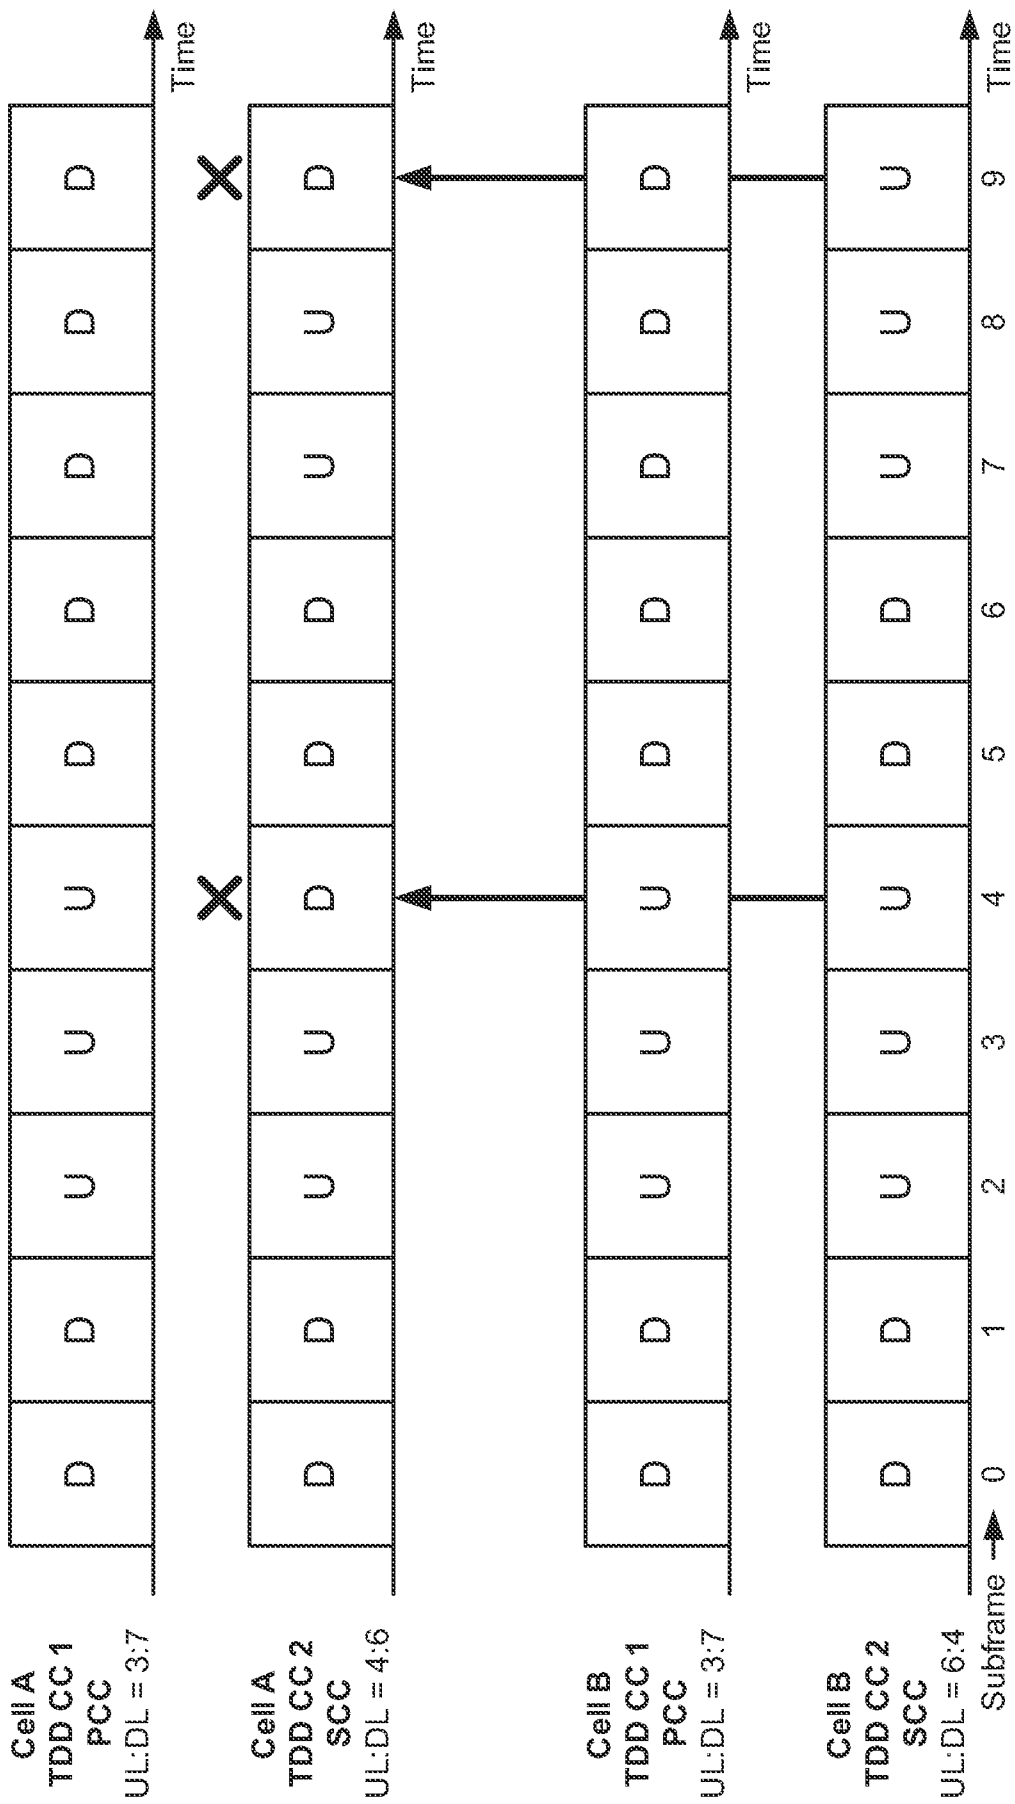 Cell A
TDD CC 1
PCC
UL:DL = 3:7
D D U U U D D D D D
Time
Cell A
TDD CC 2
SCC
UL:DL = 4:6
D D U U D D D U U D
Time
Cell B
TDD CC 1
PCC
UL:DL = 3:7
D D U U U D D D D D
Time
Cell B
TDD CC 2
SCC
UL:DL = 6:4
D D U U U D D U U U
Subframe 0 1 2 3 4 5 6 7 8 9 Time